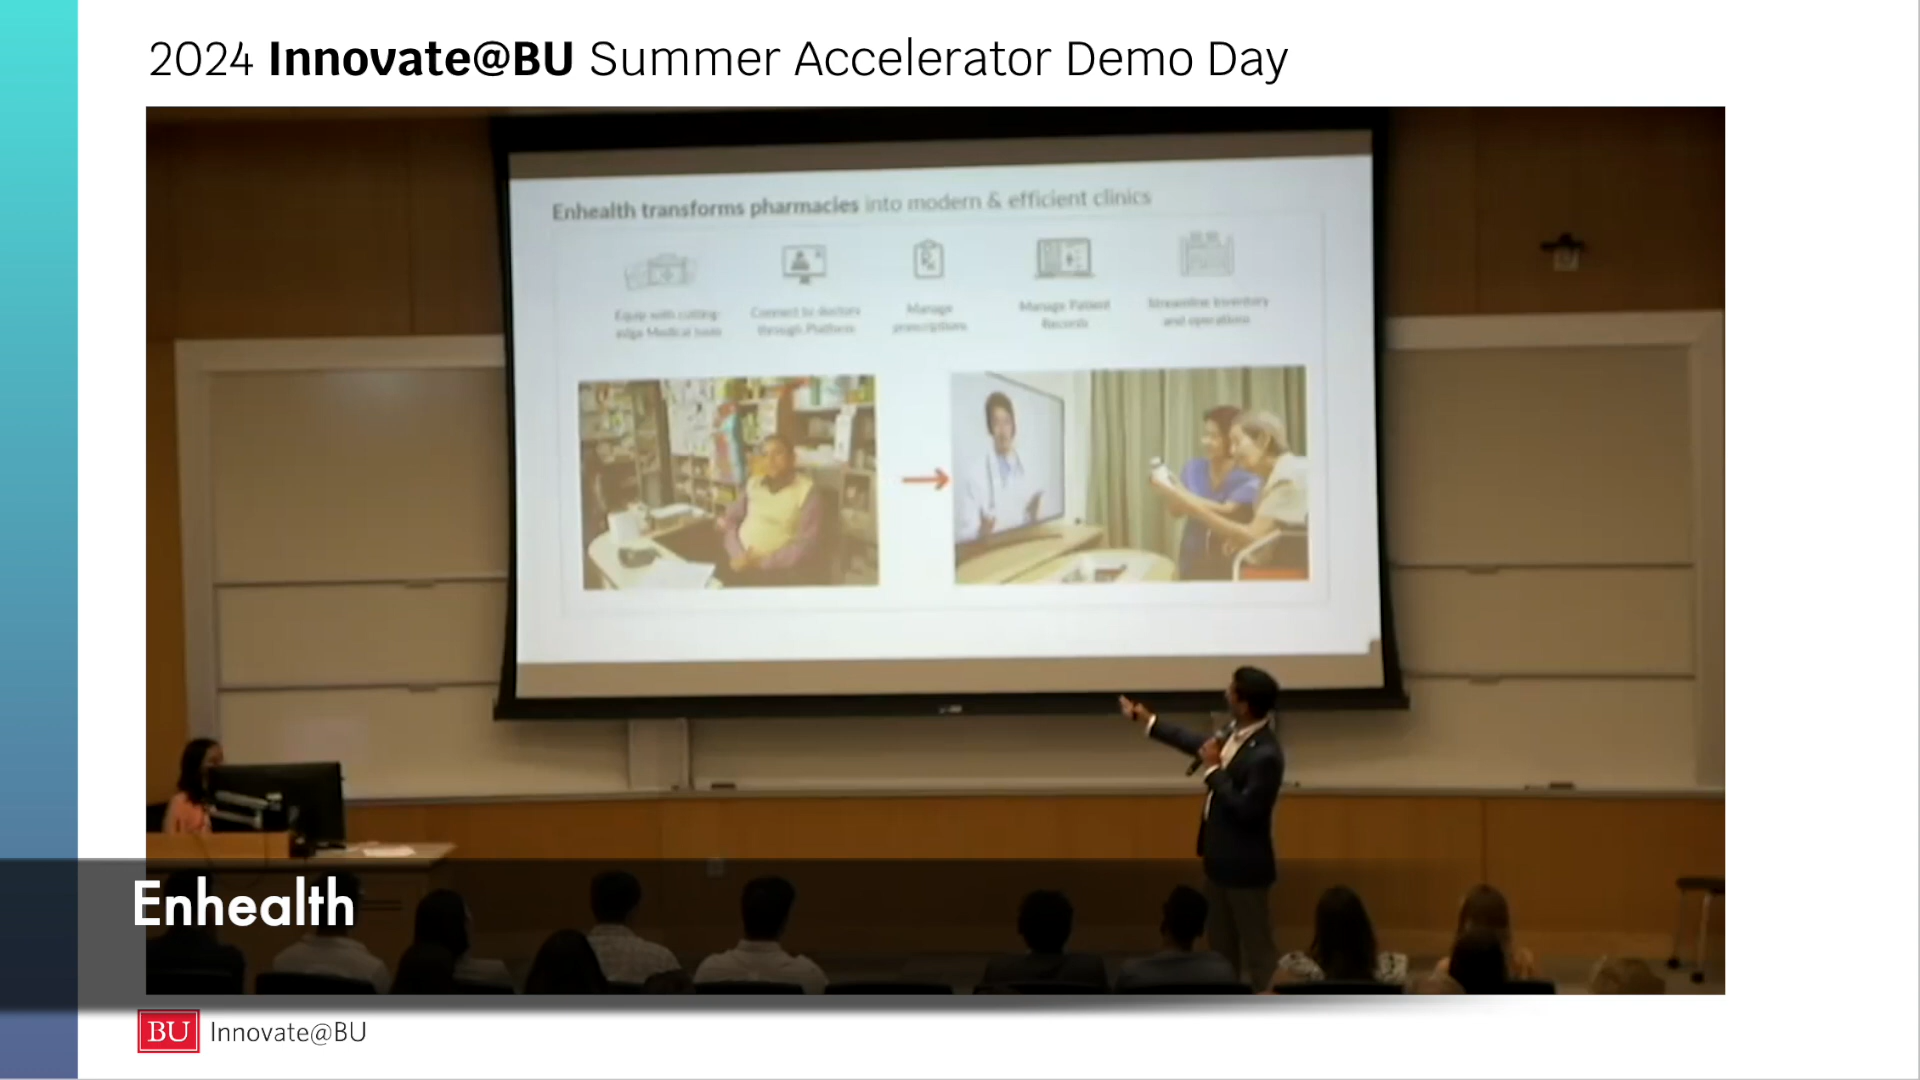 2024 Innovate@BU Summer Accelerator Demo Day
Enhealth transforms pharmacies into modern & efficient clinics
Equip with cutting-
edge Medical tools
Connect to doctors
through Platform
Manage
prescriptions
Manage Patient
Records
Streamline Inventory
and operations
Enhealth
BU Innovate@BU